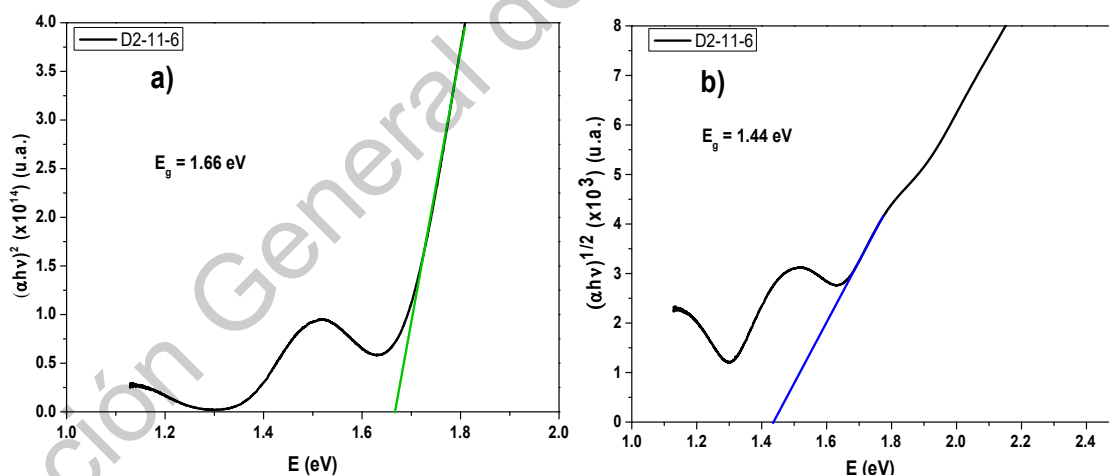 D2-11-6
a)
E_g = 1.66 eV
(αhν)² (x10¹⁴) (u.a.)
4.0
3.5
3.0
2.5
2.0
1.5
1.0
0.5
0.0
1.0 1.2 1.4 1.6 1.8 2.0
E (eV)
D2-11-6
b)
E_g = 1.44 eV
(αhν)^1/2 (x10³) (u.a.)
8
7
6
5
4
3
2
1
0
1.0 1.2 1.4 1.6 1.8 2.0 2.2 2.4
E (eV)
ción General de